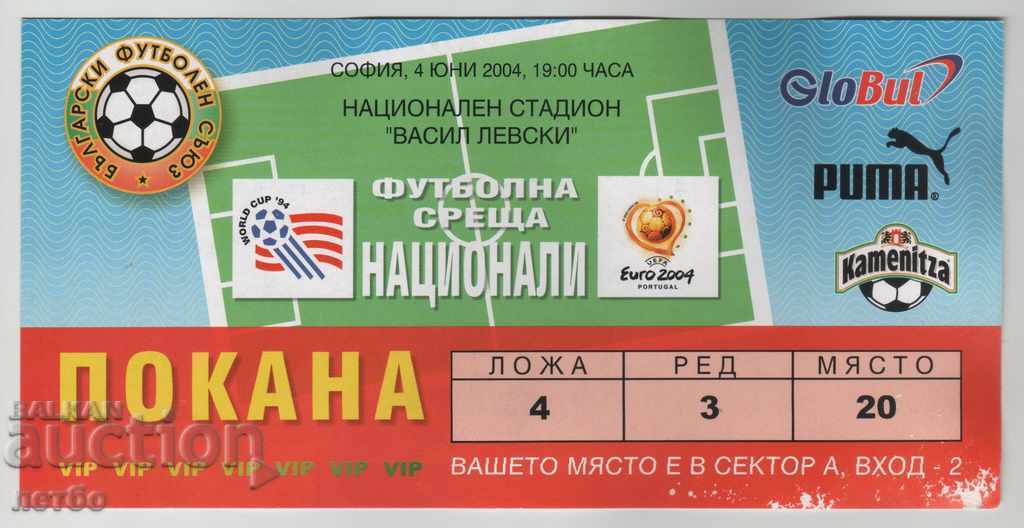 БЪЛГАРСКИ ФУТБОЛЕН СЪЮЗ
СОФИЯ, 4 ЮНИ 2004, 19:00 ЧАСА
НАЦИОНАЛЕН СТАДИОН
"ВАСИЛ ЛЕВСКИ"
ФУТБОЛНА
СРЕЩА
НАЦИОНАЛИ
WORLD CUP '94
UEFA
Euro 2004
PORTUGAL
GloBul
PUMA
Kamenitza
ПОКАНА
VIP VIP VIP VIP VIP VIP VIP
ЛОЖА РЕД МЯСТО
4 3 20
ВАШЕТО МЯСТО Е В СЕКТОР А, ВХОД - 2
BALKAN
auction
летбо